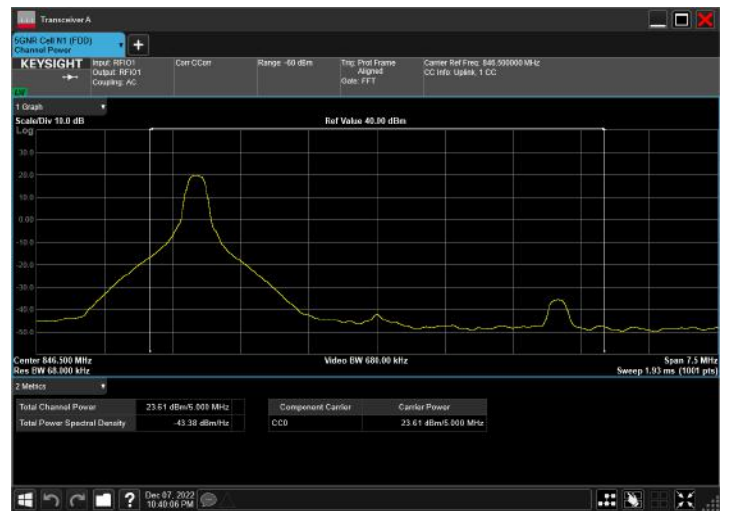 Transceiver A
5GNR Cell N1 (FDD)
Channel Power
+
KEYSIGHT
Input: RFIO1
Output: RFIO1
Coupling: AC
Corr CCorr
Range -60 dBm
Trig: Prot Frame
Aligned
Gate: FFT
Carrier Ref Freq: 846.500000 MHz
CC Info: Uplink, 1 CC
1 Graph
Scale/Div 10.0 dB
Ref Value 40.00 dBm
Log
30.0
20.0
10.0
0.00
-10.0
-20.0
-30.0
-40.0
-50.0
Center 846.500 MHz
Video BW 680.00 kHz
Span 7.5 MHz
Res BW 68.000 kHz
Sweep 1.93 ms (1001 pts)
2 Metrics
Total Channel Power
23.61 dBm/5.000 MHz
Total Power Spectral Density
-43.38 dBm/Hz
Component Carrier
Carrier Power
CC0
23.61 dBm/5.000 MHz
?
Dec 07, 2022
10:40:06 PM